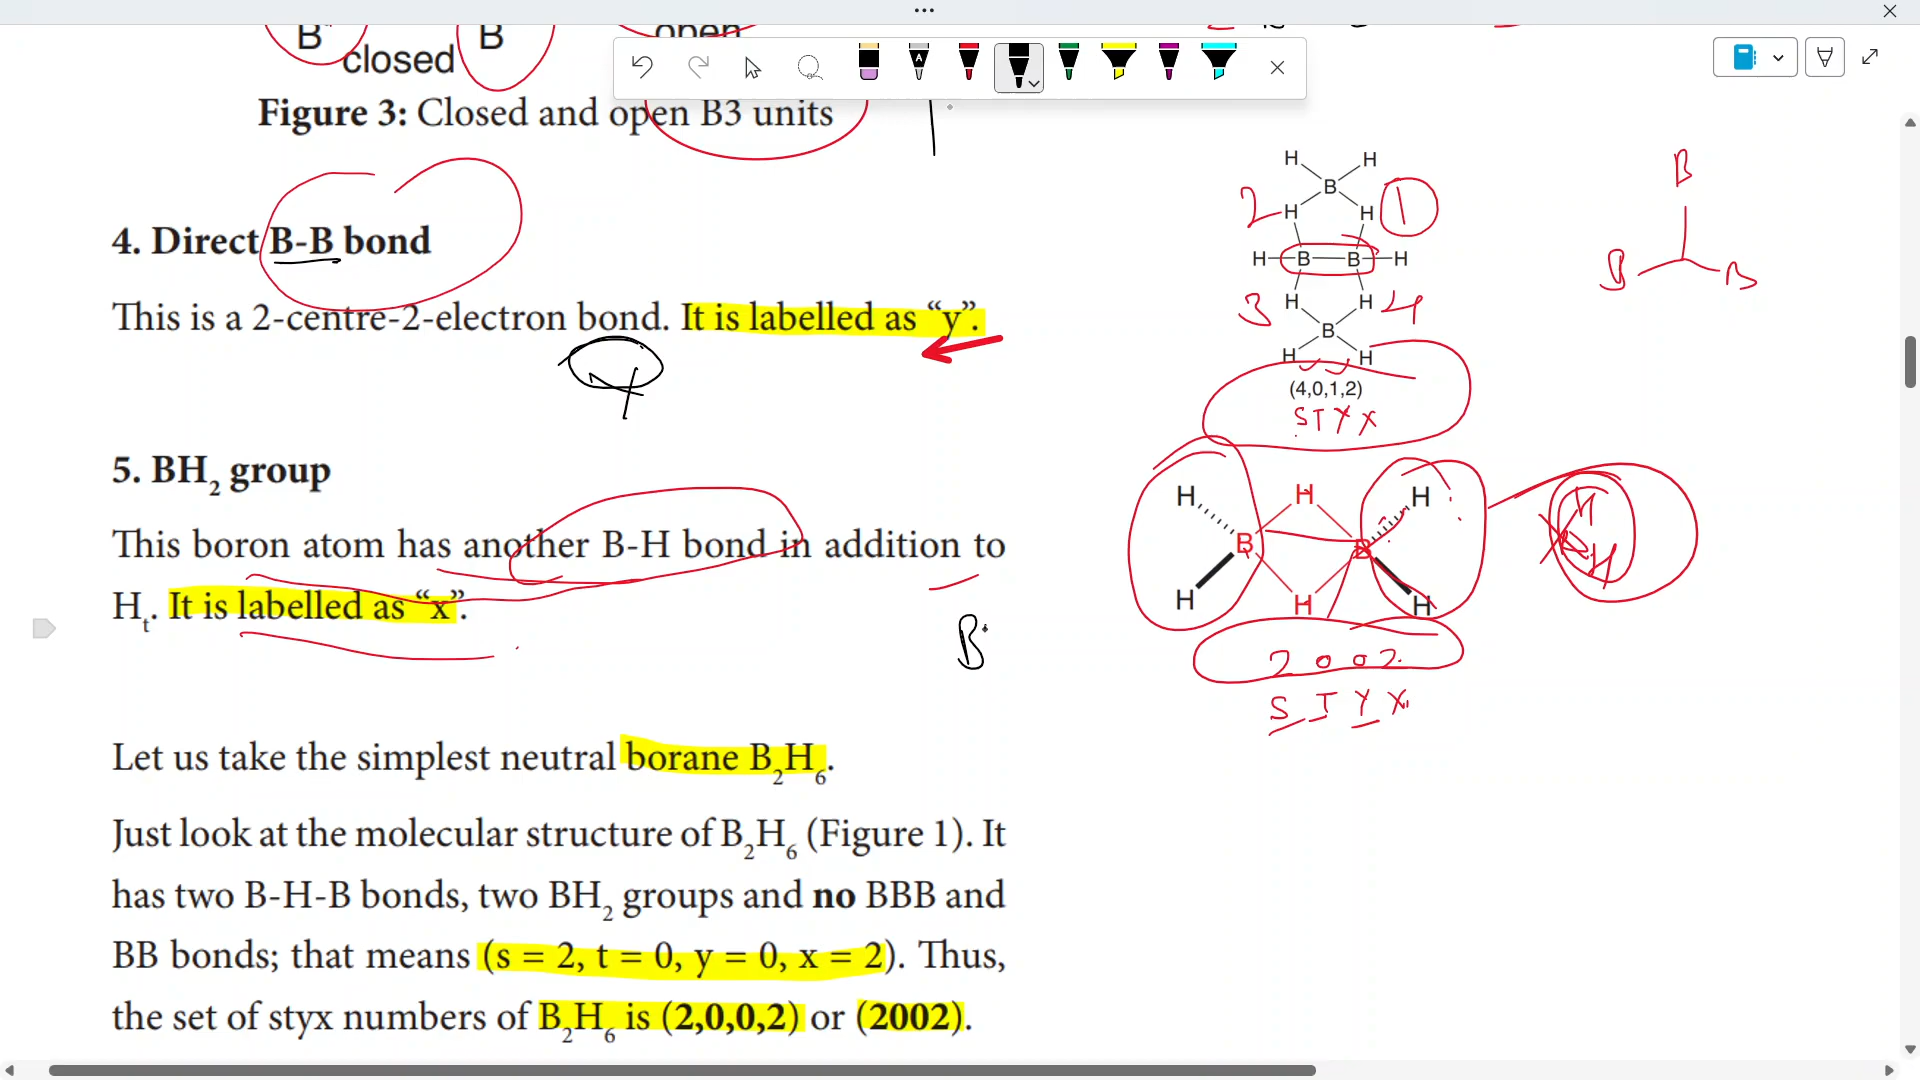 B B open
closed
Figure 3: Closed and open B3 units
4. Direct B-B bond
This is a 2-centre-2-electron bond. It is labelled as “y”.
5. BH2 group
This boron atom has another B-H bond in addition to
Ht. It is labelled as “x”.
B
Let us take the simplest neutral borane B2H6.
Just look at the molecular structure of B2H6 (Figure 1). It
has two B-H-B bonds, two BH2 groups and no BBB and
BB bonds; that means (s = 2, t = 0, y = 0, x = 2). Thus,
the set of styx numbers of B2H6 is (2,0,0,2) or (2002).
H H
B
2 H H 1
H B B H
3 H H 4
B
H H
(4,0,1,2)
S T Y X
B
B B
H H H
B B
H H H
2 0 0 2
S T Y X
H
H